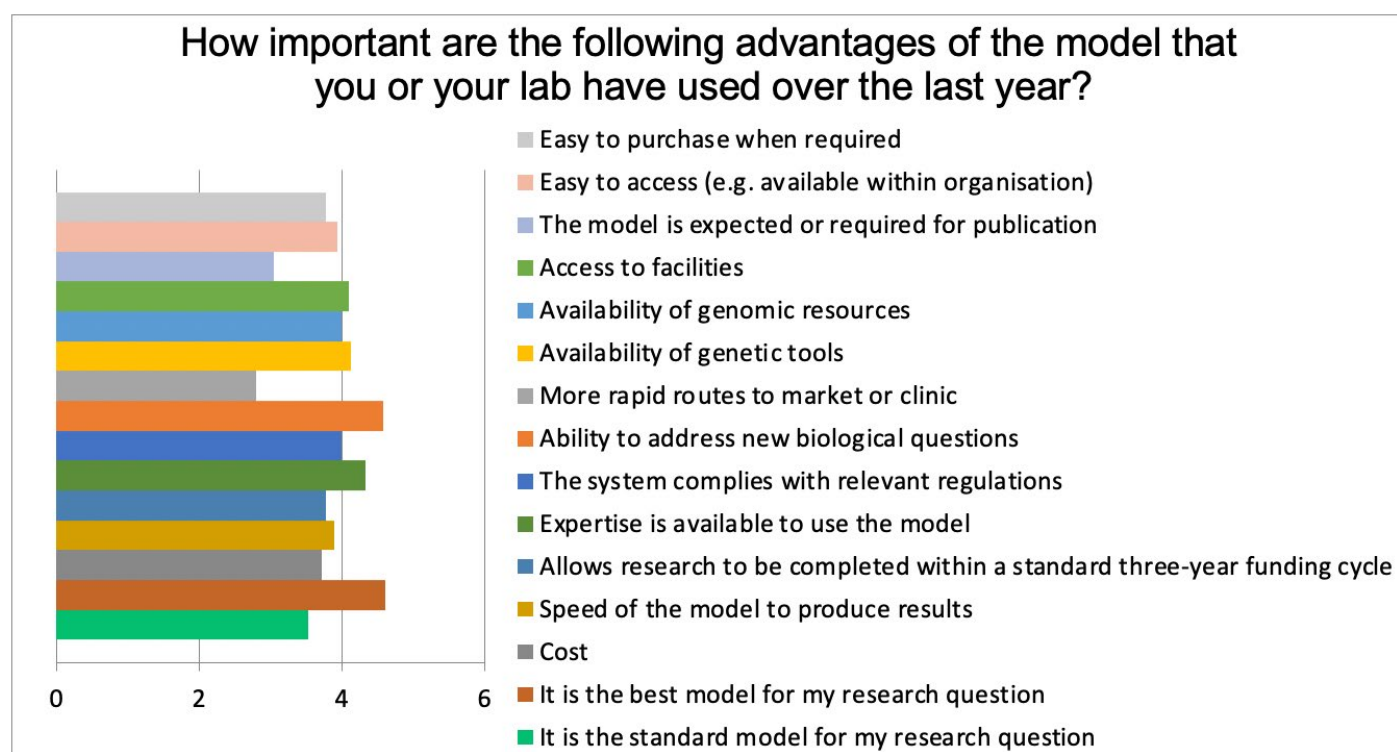 How important are the following advantages of the model that
you or your lab have used over the last year?
Easy to purchase when required
Easy to access (e.g. available within organisation)
The model is expected or required for publication
Access to facilities
Availability of genomic resources
Availability of genetic tools
More rapid routes to market or clinic
Ability to address new biological questions
The system complies with relevant regulations
Expertise is available to use the model
Allows research to be completed within a standard three-year funding cycle
Speed of the model to produce results
Cost
It is the best model for my research question
It is the standard model for my research question
0 2 4 6